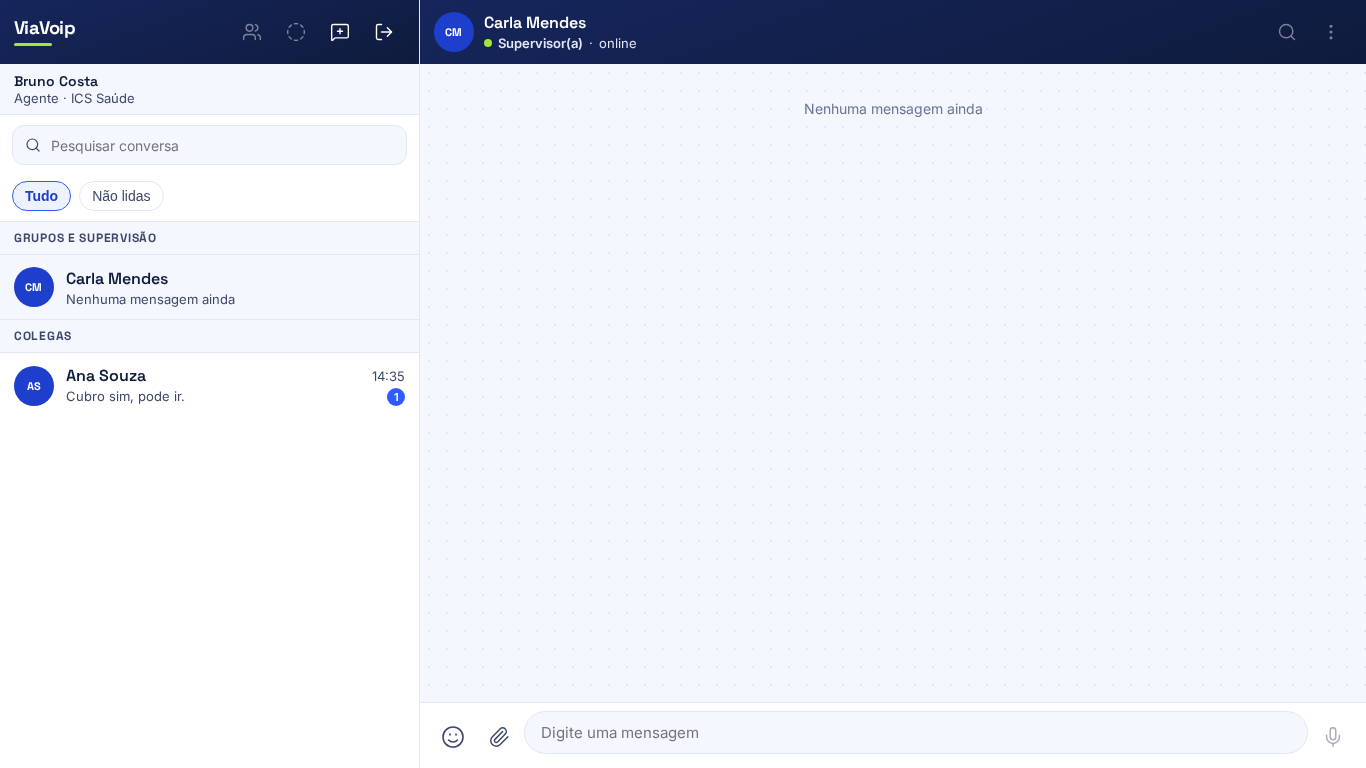 ViaVoip
Bruno Costa
Agente · ICS Saúde
Pesquisar conversa
Tudo
Não lidas
GRUPOS E SUPERVISÃO
CM
Carla Mendes
Nenhuma mensagem ainda
COLEGAS
AS
Ana Souza
14:35
Cubro sim, pode ir.
1
CM
Carla Mendes
Supervisor(a) · online
Nenhuma mensagem ainda
Digite uma mensagem